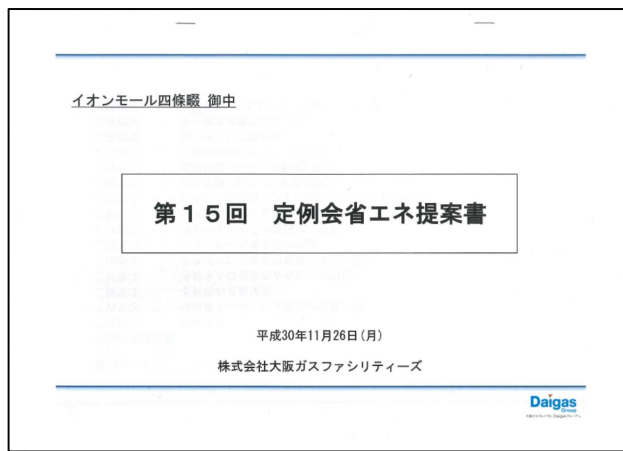 イオンモール四條畷 御中
第１５回　定例会省エネ提案書
平成30年11月26日(月)
株式会社大阪ガスファシリティーズ
Daigas
Group